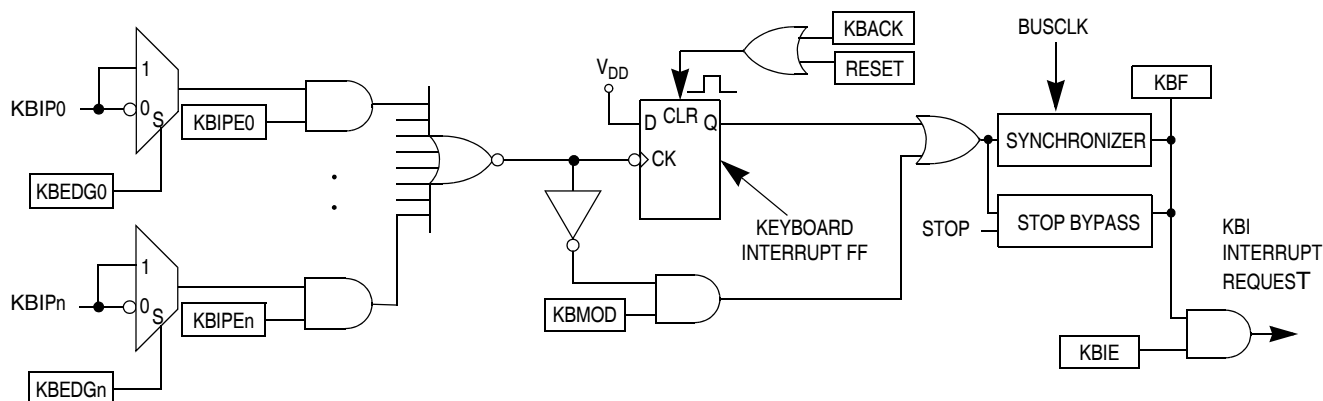 KBIP0
1
0
S
KBIPE0
KBEDG0
KBIPn
1
0
S
KBIPEn
KBEDGn
VDD
D
CLR
Q
CK
KBACK
RESET
KEYBOARD
INTERRUPT FF
KBMOD
BUSCLK
SYNCHRONIZER
KBF
STOP
STOP BYPASS
KBI
INTERRUPT
REQUEST
KBIE